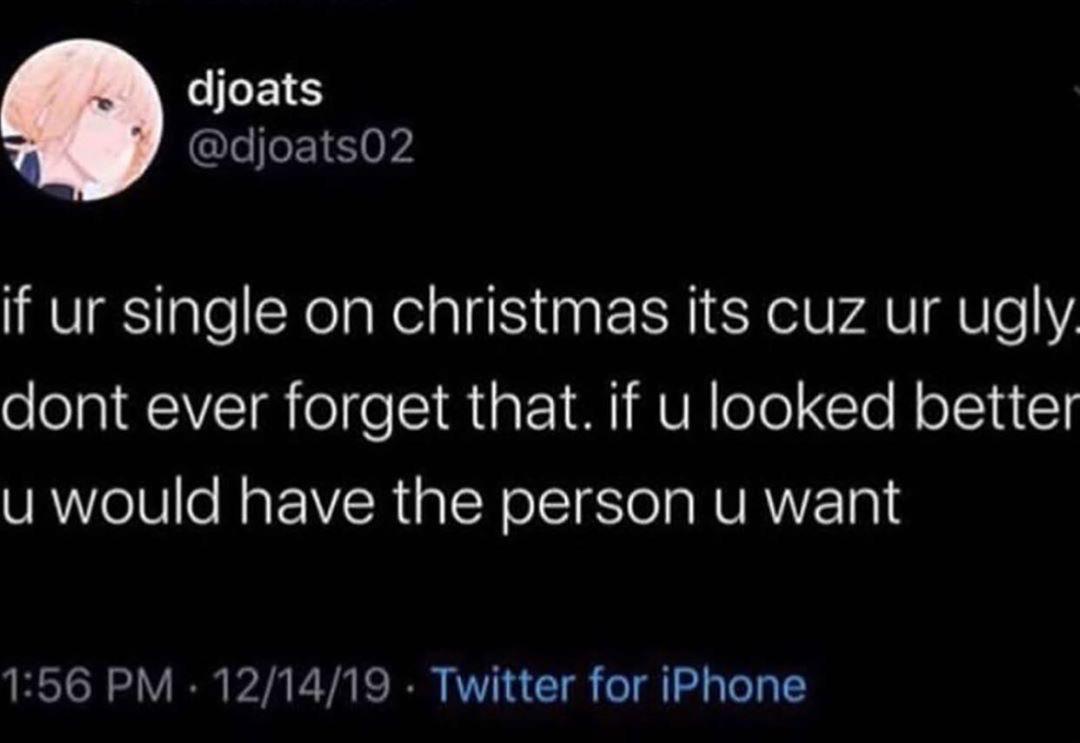 djoats
@djoats02
if ur single on christmas its cuz ur ugly.
dont ever forget that. if u looked better
u would have the person u want
1:56 PM · 12/14/19 · Twitter for iPhone